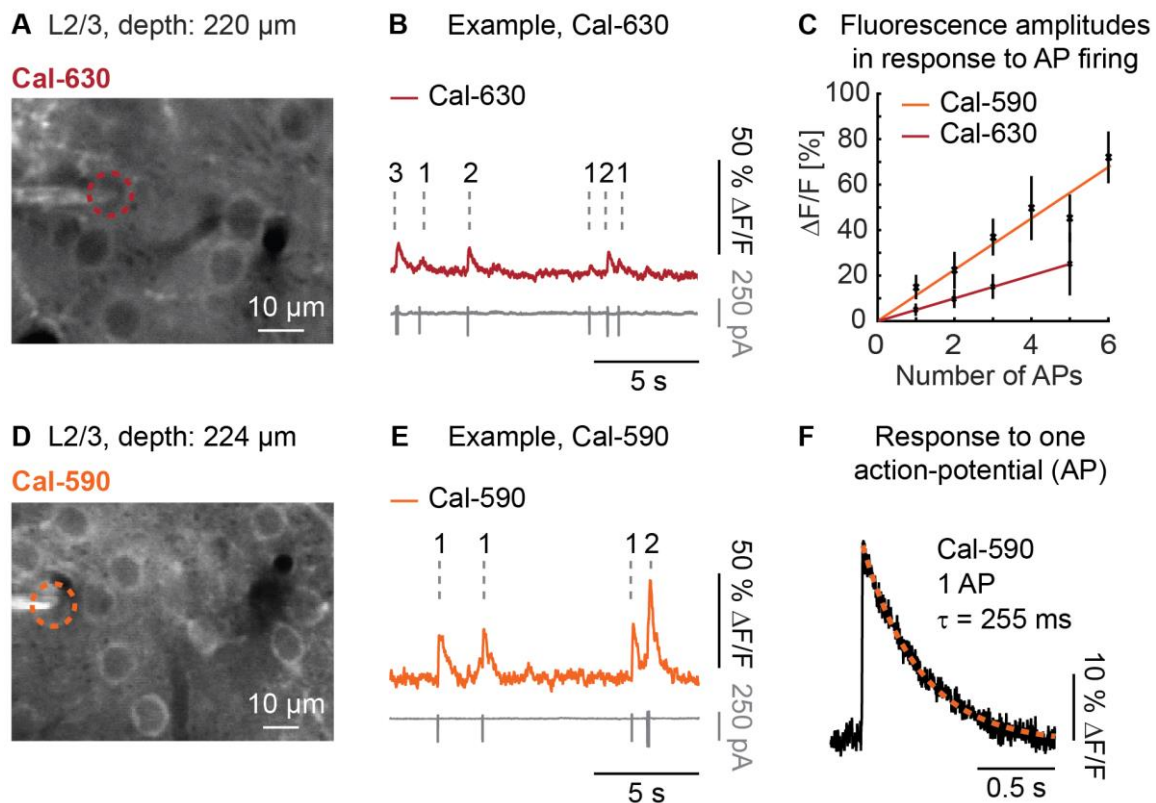 A L2/3, depth: 220 µm
Cal-630
10 µm
B Example, Cal-630
Cal-630
3 1 2 1 2 1
50 % ΔF/F
250 pA
5 s
C Fluorescence amplitudes
in response to AP firing
100
80
60
40
20
0
ΔF/F [%]
Cal-590
Cal-630
0 2 4 6
Number of APs
D L2/3, depth: 224 µm
Cal-590
10 µm
E Example, Cal-590
Cal-590
1 1 1 2
50 % ΔF/F
250 pA
5 s
F Response to one
action-potential (AP)
Cal-590
1 AP
τ = 255 ms
10 % ΔF/F
0.5 s